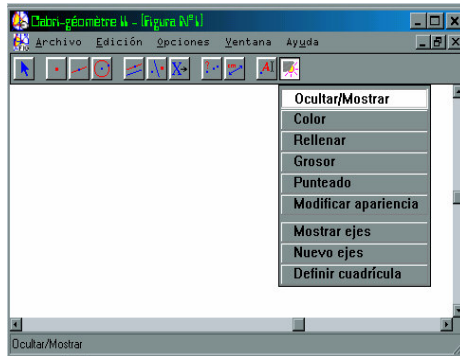 Cabri-géomètre II - [Figura Nº1]
Archivo Edición Opciones Ventana Ayuda
Ocultar/Mostrar
Color
Rellenar
Grosor
Punteado
Modificar apariencia
Mostrar ejes
Nuevo ejes
Definir cuadrícula
Ocultar/Mostrar